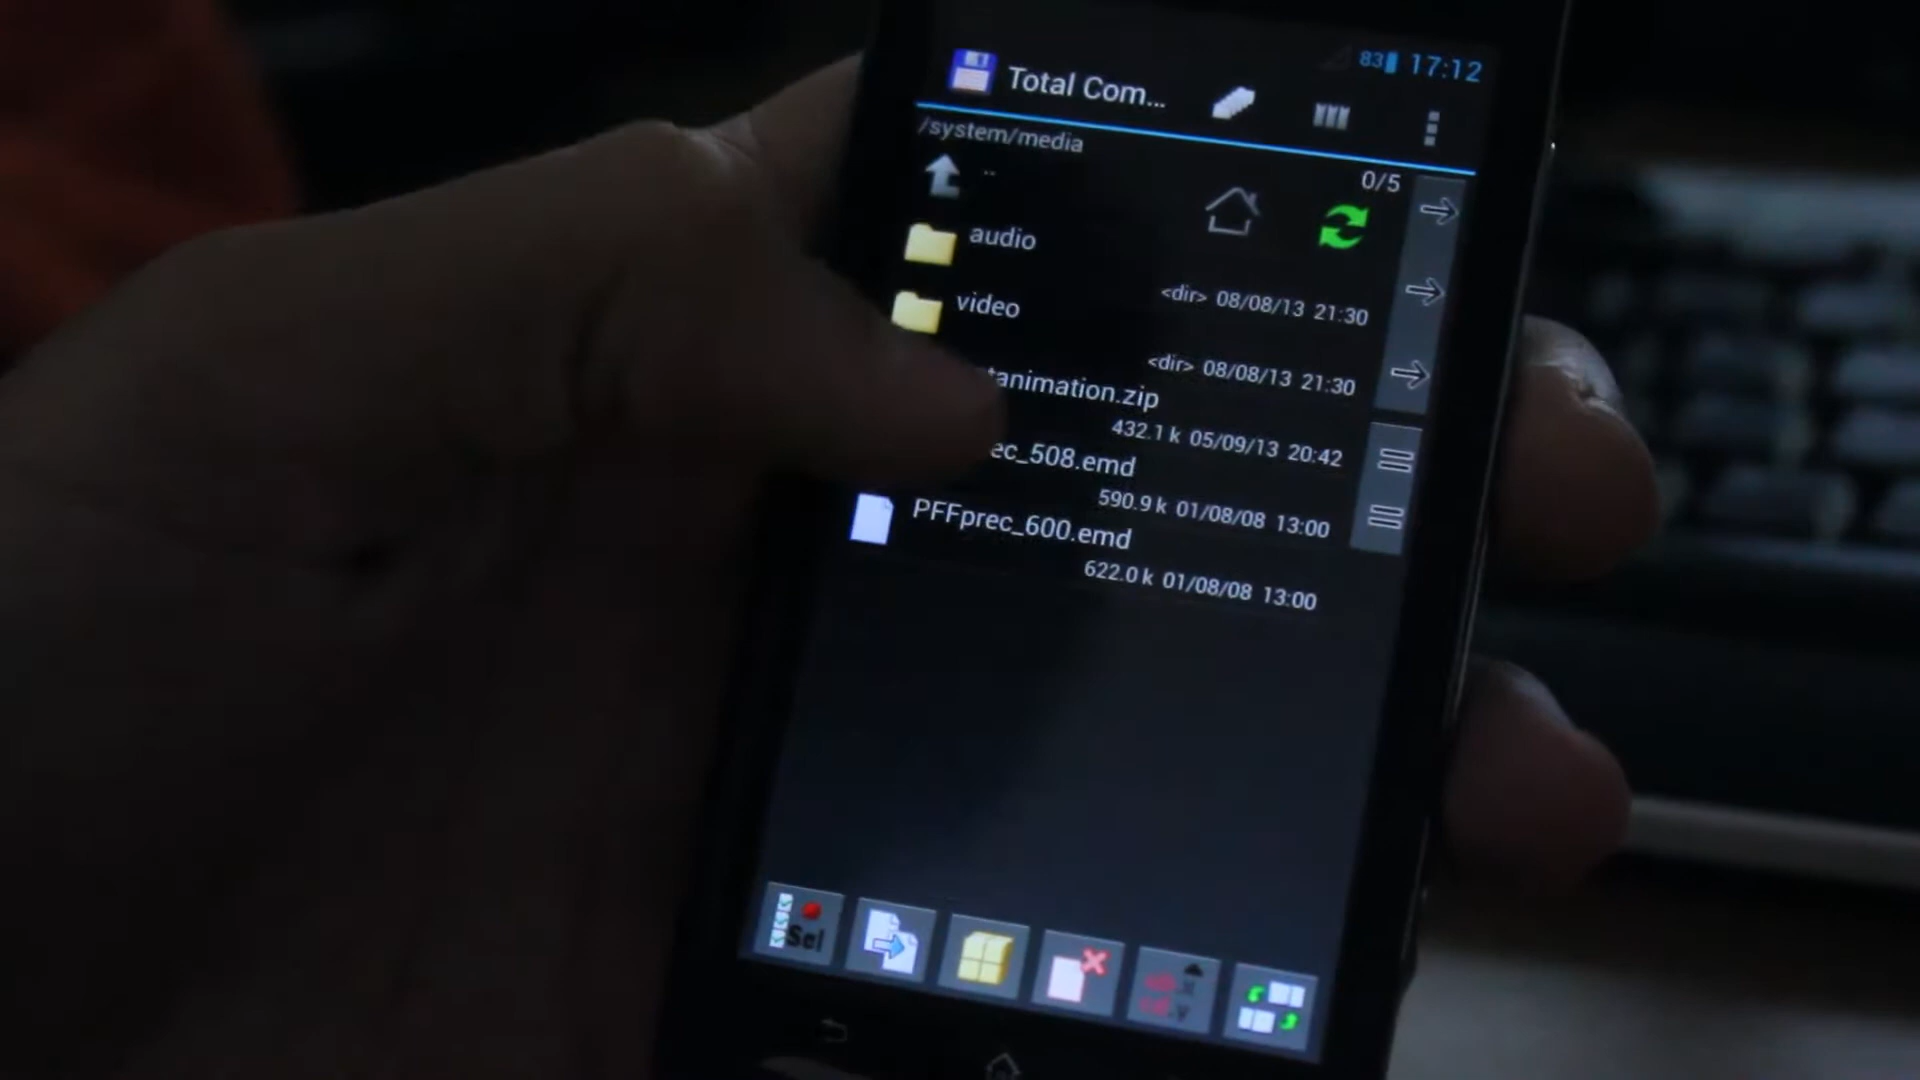 83 17:12
Total Com...
/system/media
0/5
..
audio
<dir> 08/08/13 21:30
video
<dir> 08/08/13 21:30
tanimation.zip
432.1 k 05/09/13 20:42
ec_508.emd
590.9 k 01/08/08 13:00
PFFprec_600.emd
622.0 k 01/08/08 13:00
Sel